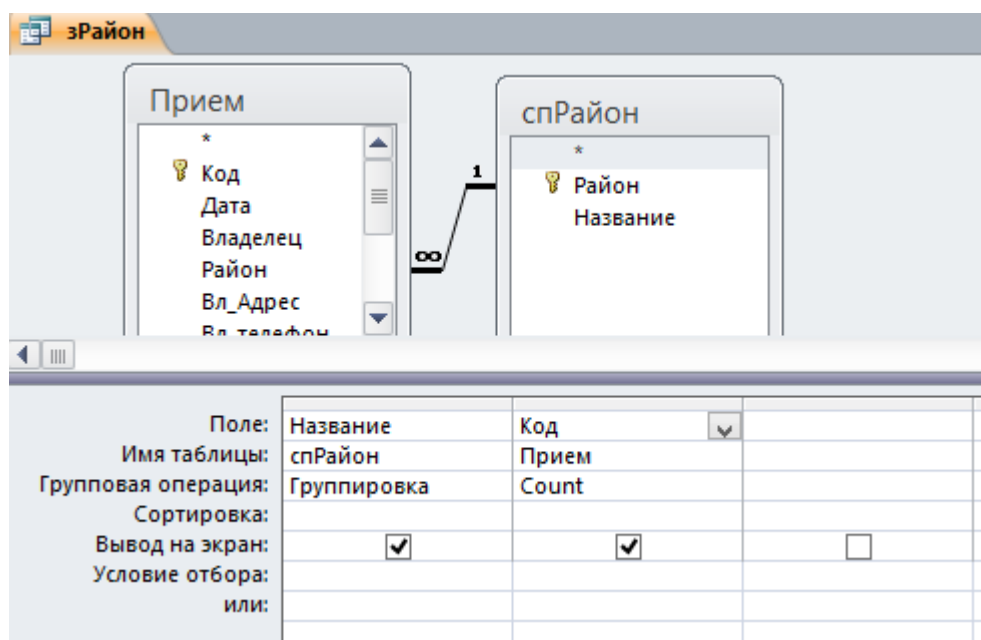 зРайон
Прием
*
Код
Дата
Владелец
Район
Вл_Адрес
Вл_телефон
спРайон
*
Район
Название
1
∞
Поле: Название Код
Имя таблицы: спРайон Прием
Групповая операция: Группировка Count
Сортировка:
Вывод на экран:
Условие отбора:
или: